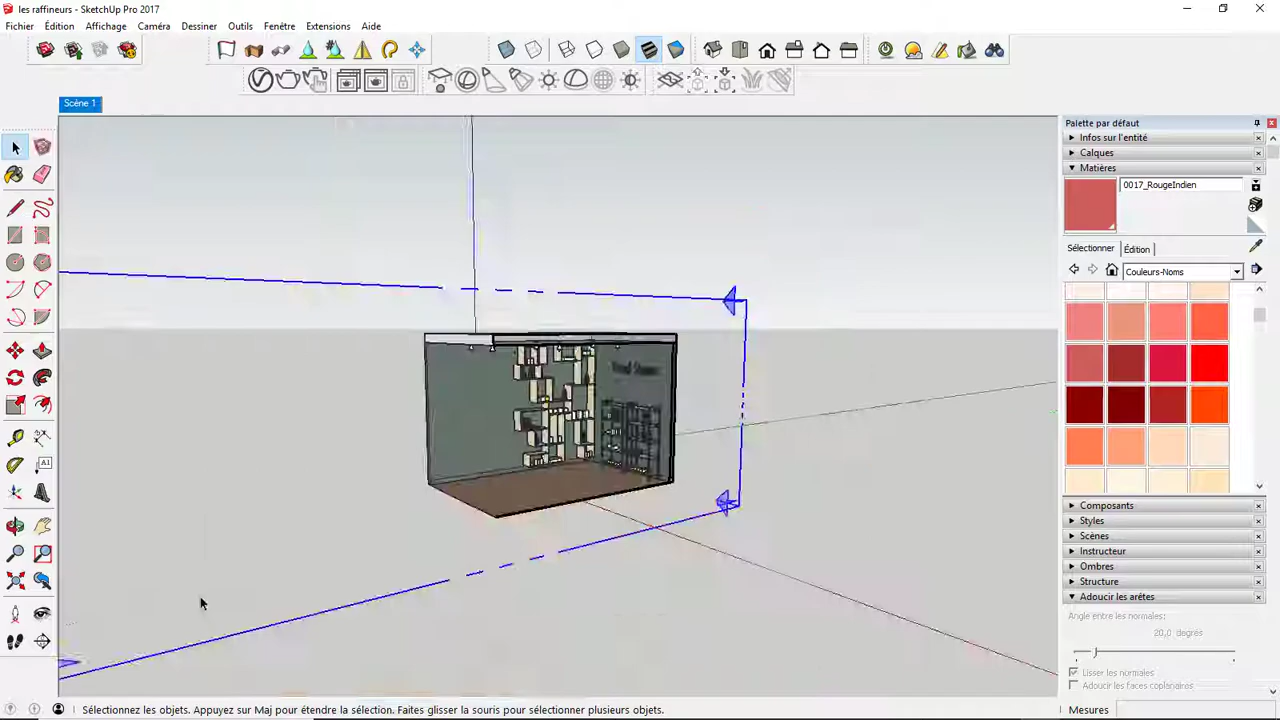 les raffineurs - SketchUp Pro 2017
Fichier Édition Affichage Caméra Dessiner Outils Fenêtre Extensions Aide
Scène 1
Palette par défaut
Infos sur l'entité
Calques
Matières
0017_RougeIndien
Sélectionner Édition
Couleurs-Noms
Composants
Styles
Scènes
Instructeur
Ombres
Structure
Adoucir les arêtes
Angle entre les normales:
20,0 degrés
Lisser les normales
Adoucir les faces coplanaires
A1
Sélectionnez les objets. Appuyez sur Maj pour étendre la sélection. Faites glisser la souris pour sélectionner plusieurs objets.
Mesures